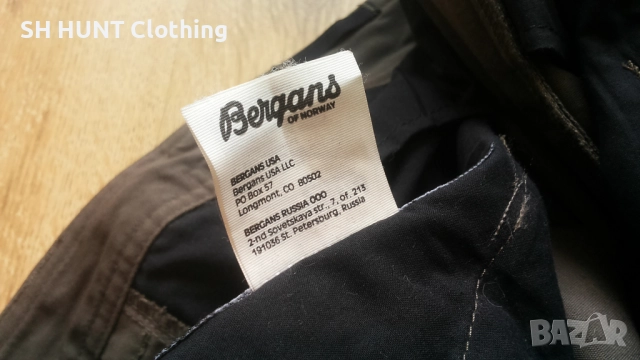 SH HUNT Clothing
Bergans
OF NORWAY
BERGANS USA
Bergans USA LLC
PO Box 57
Longmont, CO 80502
BERGANS RUSSIA OOO
2-nd Sovetskaya str., 7, of. 213
191036 St. Petersburg, Russia
BAZAR